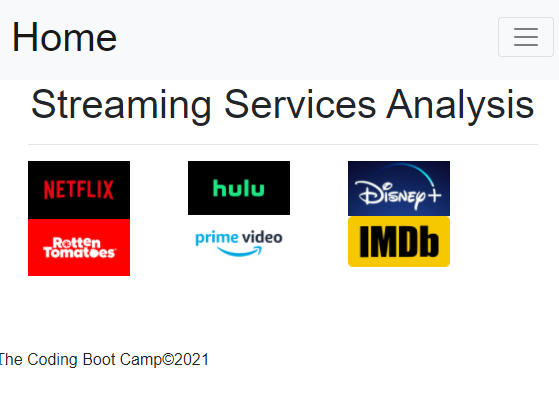 Home
Streaming Services Analysis
NETFLIX
hulu
Disney+
Rotten
Tomatoes®
prime video
IMDb
The Coding Boot Camp©2021